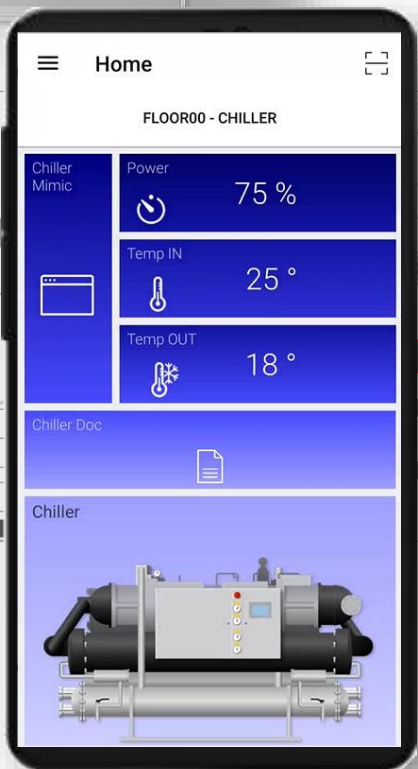 Home
FLOOR00 - CHILLER
Chiller
Mimic
Power
75 %
Temp IN
25 °
Temp OUT
18 °
Chiller Doc
Chiller